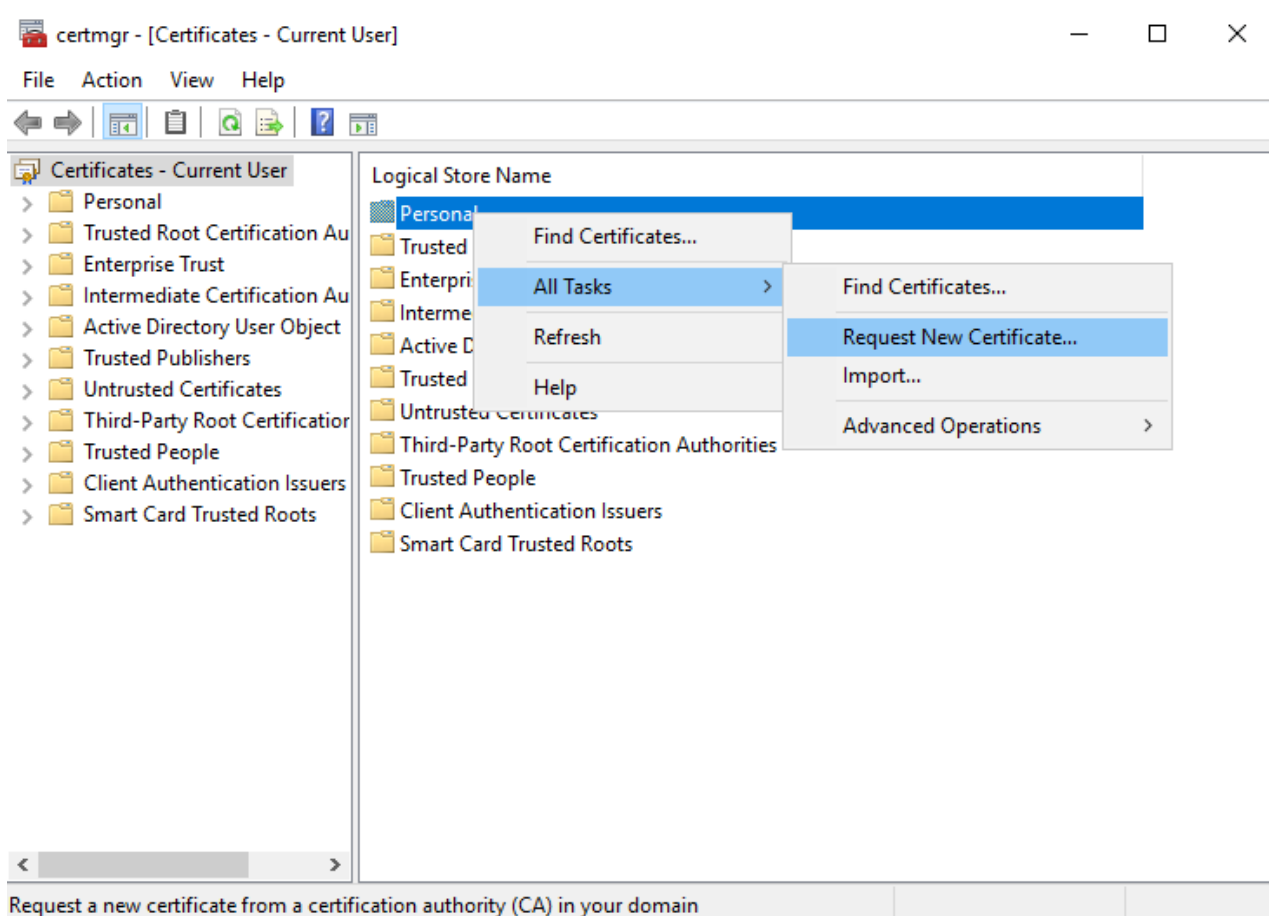 certmgr - [Certificates - Current User]
File Action View Help
Certificates - Current User
Personal
Trusted Root Certification Au
Enterprise Trust
Intermediate Certification Au
Active Directory User Object
Trusted Publishers
Untrusted Certificates
Third-Party Root Certification
Trusted People
Client Authentication Issuers
Smart Card Trusted Roots
Logical Store Name
Personal
Trusted
Enterpri
Interme
Active D
Trusted
Untrusted Certificates
Third-Party Root Certification Authorities
Trusted People
Client Authentication Issuers
Smart Card Trusted Roots
Find Certificates...
All Tasks
Refresh
Help
Find Certificates...
Request New Certificate...
Import...
Advanced Operations
Request a new certificate from a certification authority (CA) in your domain